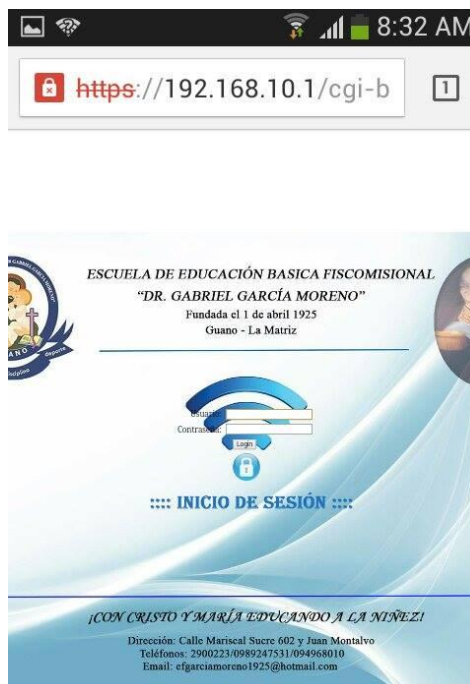 8:32 AM
https://192.168.10.1/cgi-b
1
ESCUELA DE EDUCACIÓN BASICA FISCOMISIONAL
“DR. GABRIEL GARCÍA MORENO”
Fundada el 1 de abril 1925
Guano - La Matriz
Usuario:
Contraseña:
Login
:::: INICIO DE SESIÓN ::::
¡CON CRISTO Y MARÍA EDUCANDO A LA NIÑEZ!
Dirección: Calle Mariscal Sucre 602 y Juan Montalvo
Teléfonos: 2900223/0989247531/094968010
Email: efgarciamoreno1925@hotmail.com